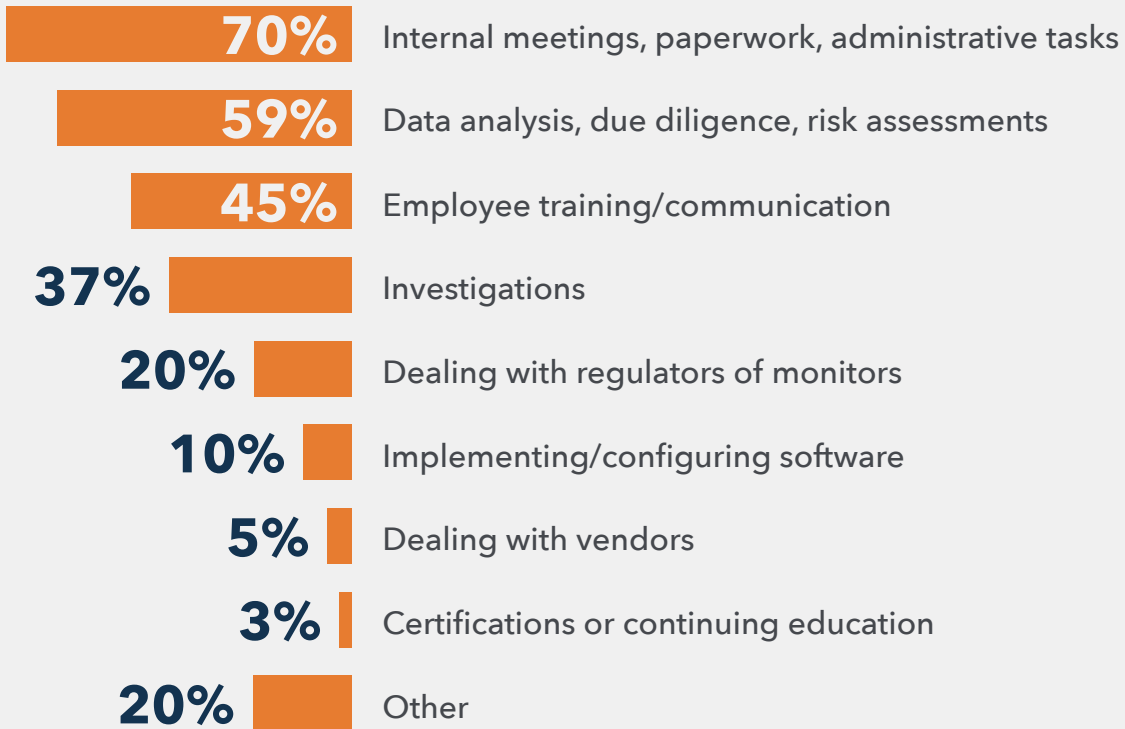 70% Internal meetings, paperwork, administrative tasks
59% Data analysis, due diligence, risk assessments
45% Employee training/communication
37% Investigations
20% Dealing with regulators of monitors
10% Implementing/configuring software
5% Dealing with vendors
3% Certifications or continuing education
20% Other